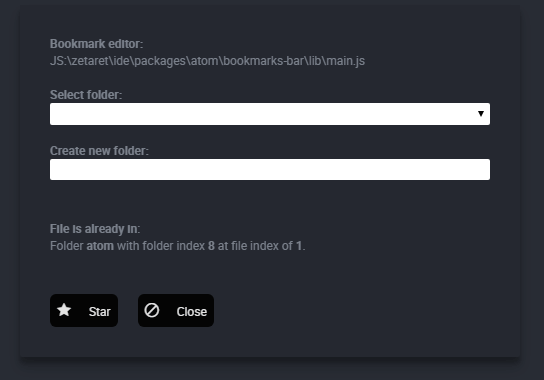 Bookmark editor:
JS:\zetaret\ide\packages\atom\bookmarks-bar\lib\main.js
Select folder:
Create new folder:
File is already in:
Folder atom with folder index 8 at file index of 1.
Star
Close